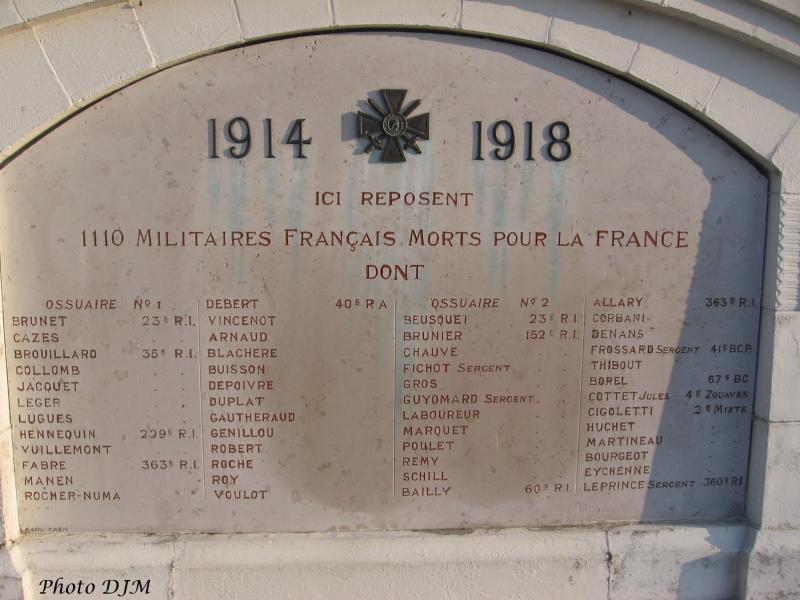 1914 1918
ICI REPOSENT
1110 MILITAIRES FRANÇAIS MORTS POUR LA FRANCE
DONT
OSSUAIRE Nº 1
BRUNET 23E R.I.
CAZES
BROUILLARD 35E R.I.
COLLOMB
JACQUET
LEGER
LUGUES
HENNEQUIN 229E R.I.
VUILLEMONT
FABRE 363E R.I.
MANEN
ROCHER-NUMA
DEBERT 40E R A
VINCENOT
ARNAUD
BLACHERE
BUISSON
DEPOIVRE
DUPLAT
GAUTHERAUD
GENILLOU
ROBERT
ROCHE
ROY
VOULOT
OSSUAIRE Nº 2
BEUSQUET 23E R.I.
BRUNIER 152E R.I.
CHAUVE
FICHOT SERGENT
GROS
GUYOMARD SERGENT
LABOUREUR
MARQUET
POULET
REMY
SCHILL
BAILLY 60E R.I.
ALLARY 363E R.I.
CORBANI
DENANS
FROSSARD SERGENT 41E BCP.
THIBOUT
BOREL 67E BC
COTTET JULES 4E ZOUAVES
CIGOLETTI 2E MIXTE
HUCHET
MARTINEAU
BOURGEOT
EYCHENNE
LEPRINCE SERGENT 360E R.I
CAEN
Photo DJM